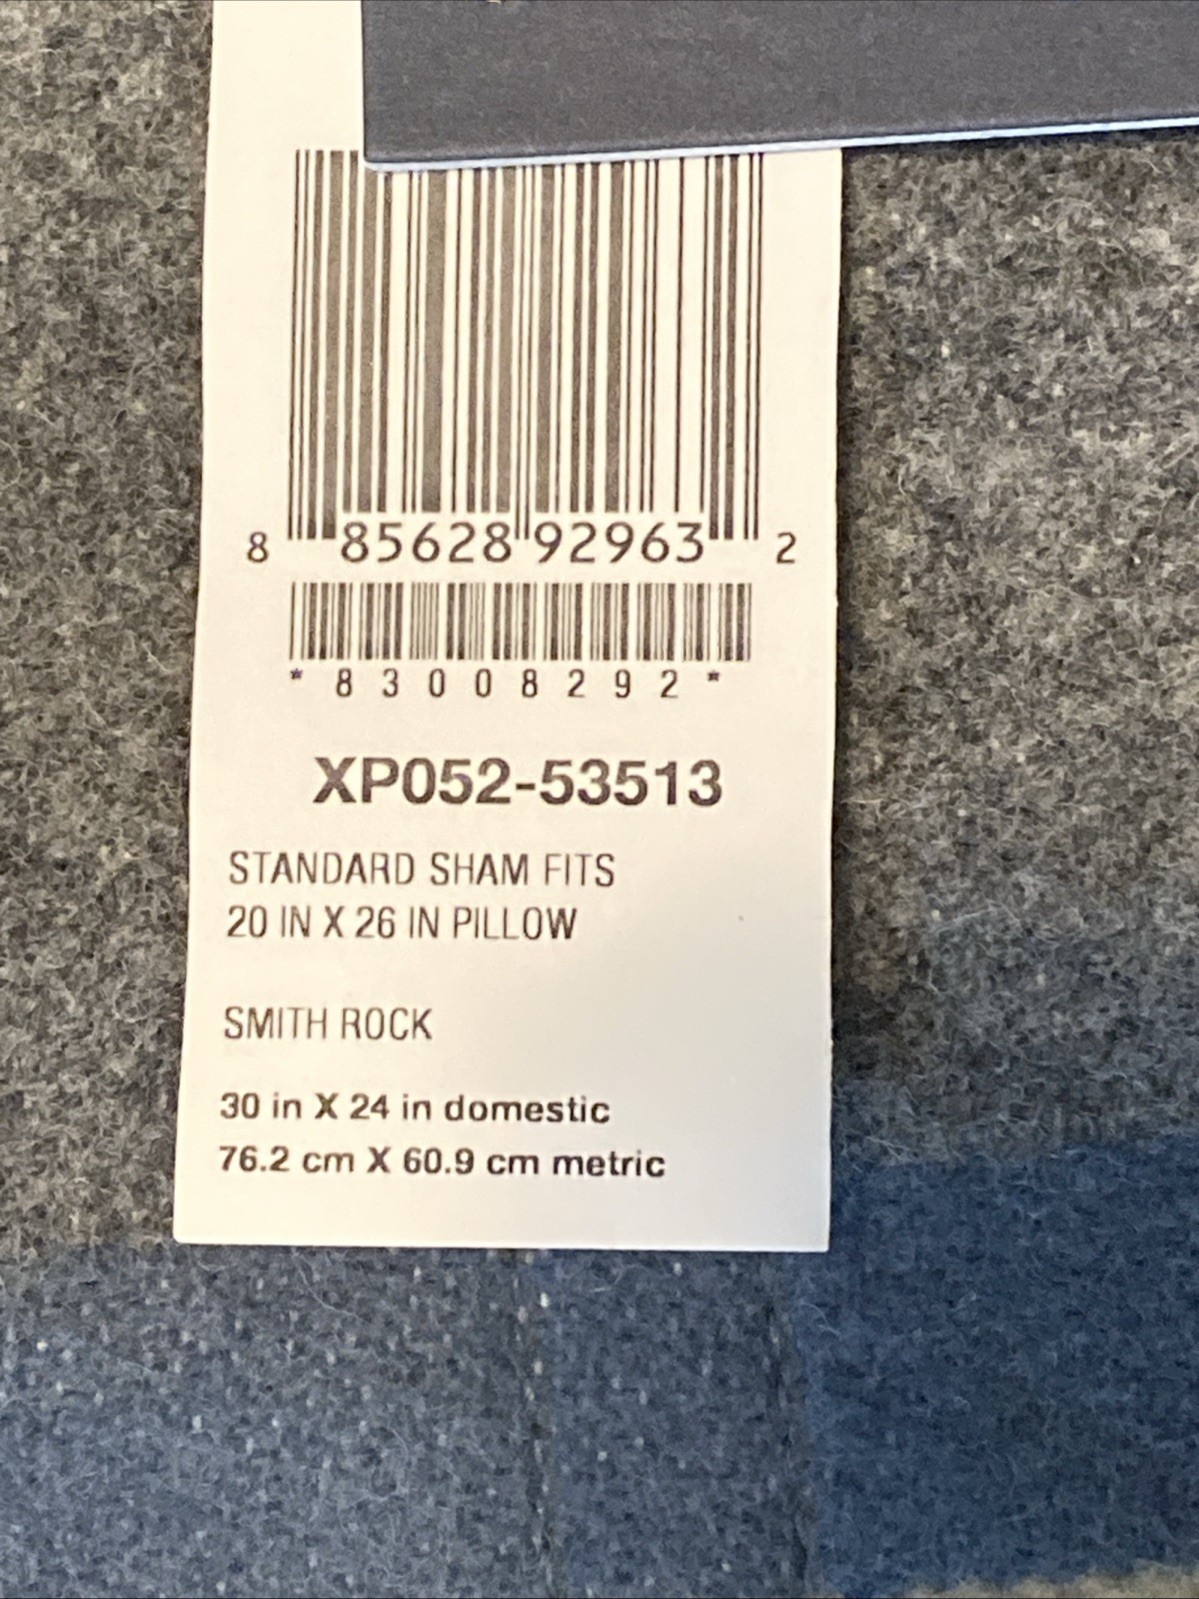 8 85628 92963 2
*83008292*
XP052-53513
STANDARD SHAM FITS
20 IN X 26 IN PILLOW
SMITH ROCK
30 in X 24 in domestic
76.2 cm X 60.9 cm metric